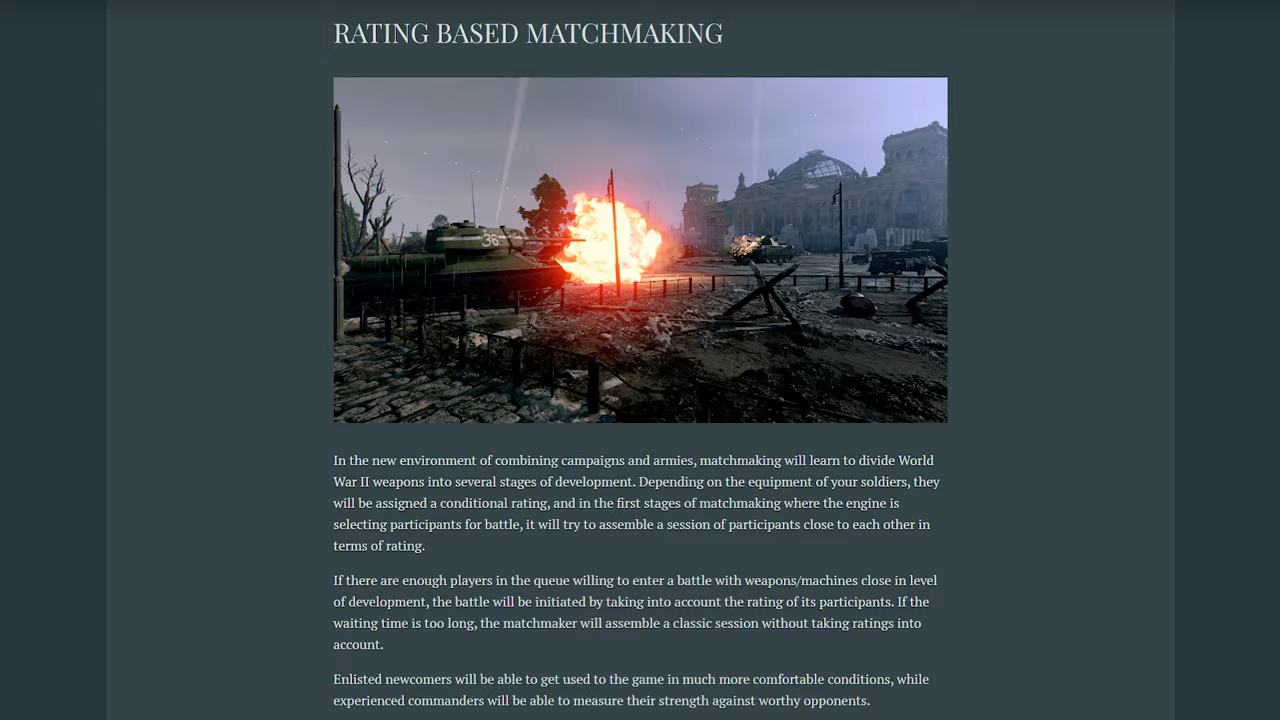 RATING BASED MATCHMAKING
38
In the new environment of combining campaigns and armies, matchmaking will learn to divide World
War II weapons into several stages of development. Depending on the equipment of your soldiers, they
will be assigned a conditional rating, and in the first stages of matchmaking where the engine is
selecting participants for battle, it will try to assemble a session of participants close to each other in
terms of rating.
If there are enough players in the queue willing to enter a battle with weapons/machines close in level
of development, the battle will be initiated by taking into account the rating of its participants. If the
waiting time is too long, the matchmaker will assemble a classic session without taking ratings into
account.
Enlisted newcomers will be able to get used to the game in much more comfortable conditions, while
experienced commanders will be able to measure their strength against worthy opponents.